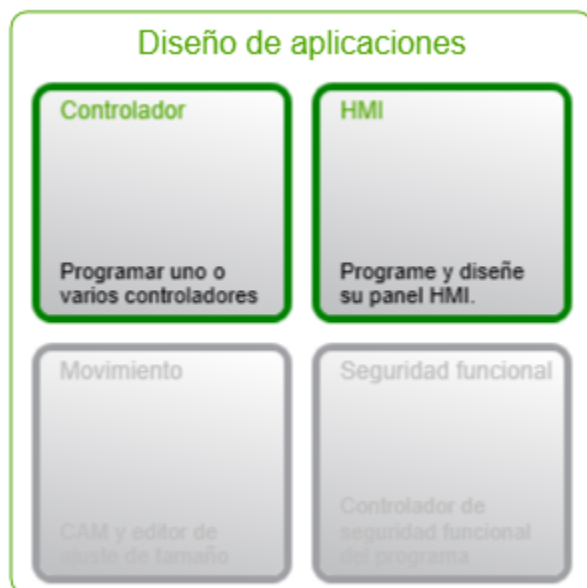 Diseño de aplicaciones
Controlador
HMI
Programar uno o
varios controladores
Programe y diseñe
su panel HMI.
Movimiento
Seguridad funcional
CAM y editor de
ajuste de tamaño
Controlador de
seguridad funcional
del programa